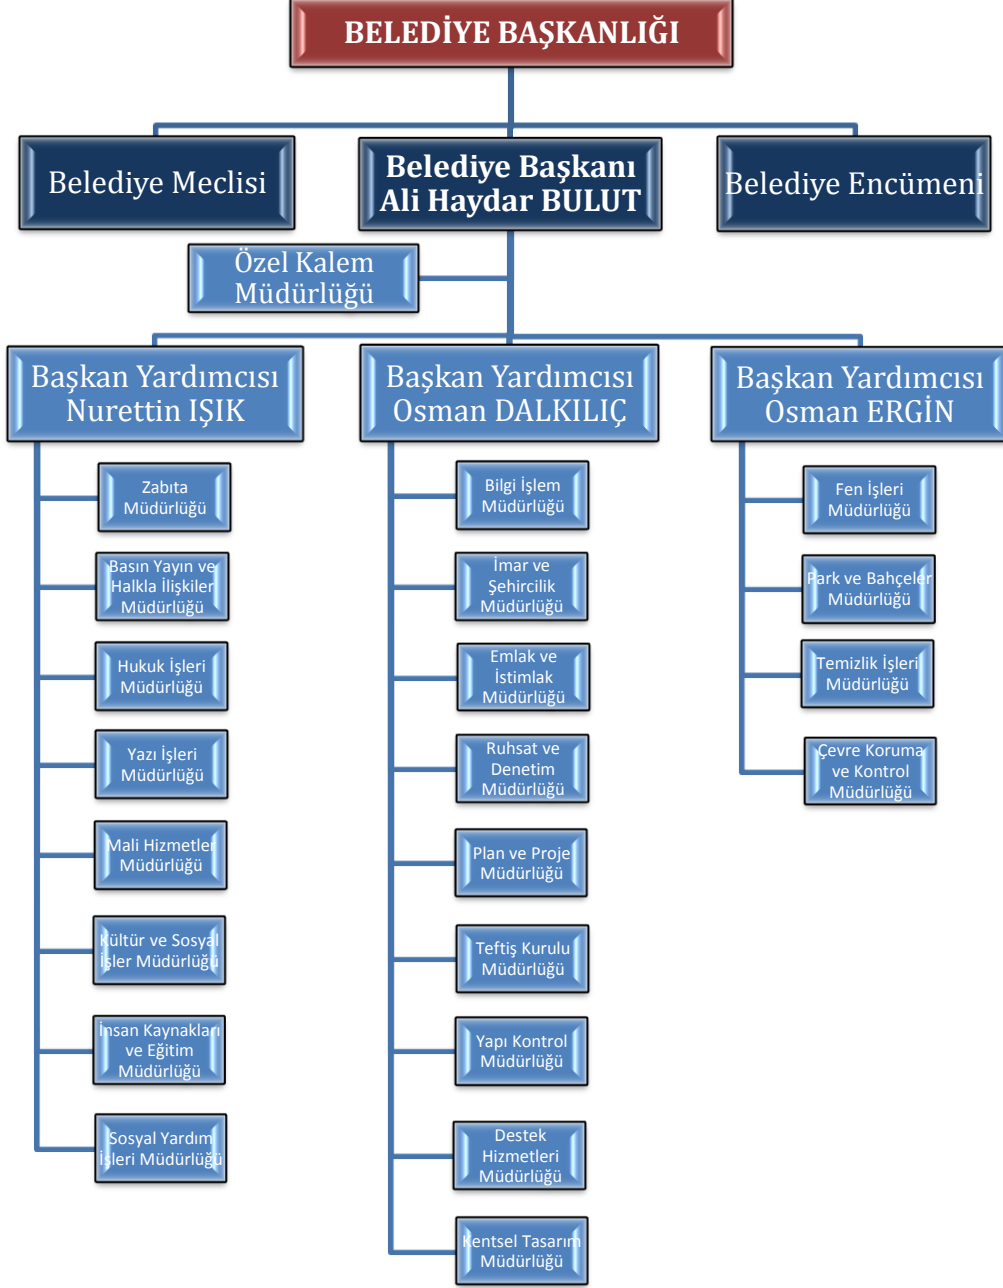 BELEDİYE BAŞKANLIĞI
Belediye Meclisi
Belediye Başkanı
Ali Haydar BULUT
Belediye Encümeni
Özel Kalem
Müdürlüğü
Başkan Yardımcısı
Nurettin IŞIK
Zabıta
Müdürlüğü
Basın Yayın ve
Halkla İlişkiler
Müdürlüğü
Hukuk İşleri
Müdürlüğü
Yazı İşleri
Müdürlüğü
Mali Hizmetler
Müdürlüğü
Kültür ve Sosyal
İşler Müdürlüğü
İnsan Kaynakları
ve Eğitim
Müdürlüğü
Sosyal Yardım
İşleri Müdürlüğü
Başkan Yardımcısı
Osman DALKILIÇ
Bilgi İşlem
Müdürlüğü
İmar ve
Şehircilik
Müdürlüğü
Emlak ve
İstimlak
Müdürlüğü
Ruhsat ve
Denetim
Müdürlüğü
Plan ve Proje
Müdürlüğü
Teftiş Kurulu
Müdürlüğü
Yapı Kontrol
Müdürlüğü
Destek
Hizmetleri
Müdürlüğü
Kentsel Tasarım
Müdürlüğü
Başkan Yardımcısı
Osman ERGİN
Fen İşleri
Müdürlüğü
Park ve Bahçeler
Müdürlüğü
Temizlik İşleri
Müdürlüğü
Çevre Koruma
ve Kontrol
Müdürlüğü